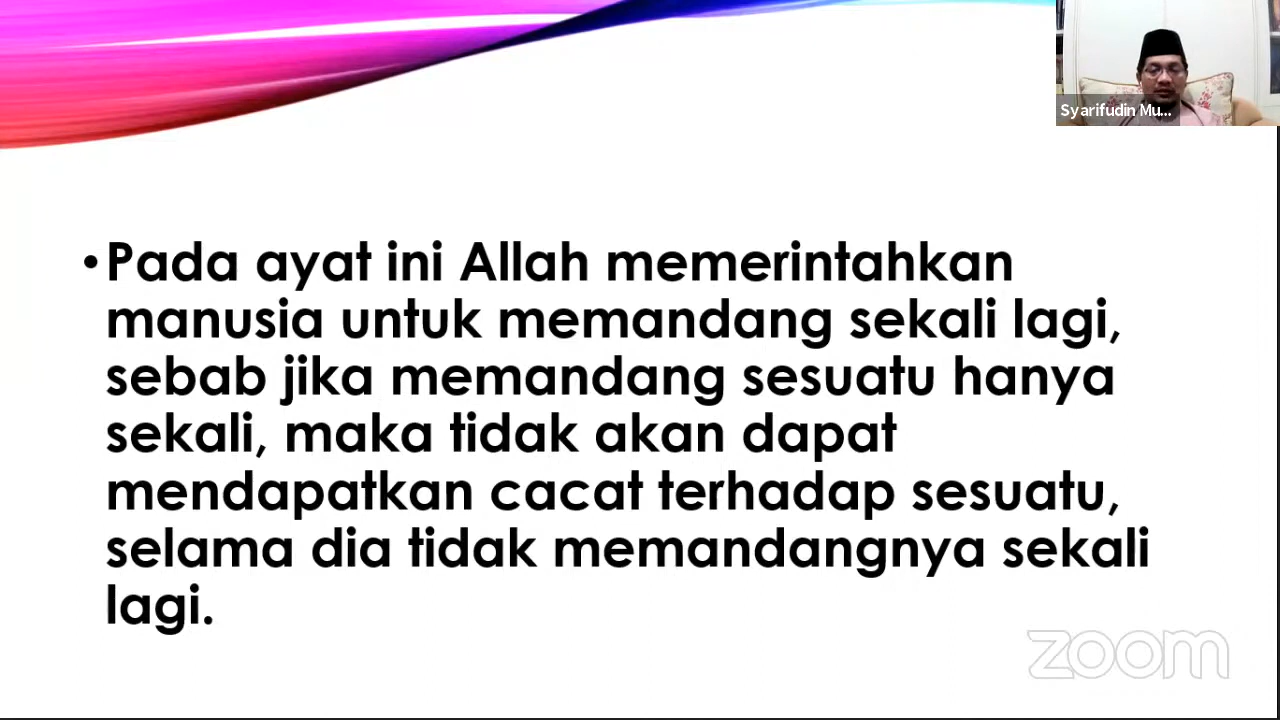 Syarifudin Mu...
• Pada ayat ini Allah memerintahkan
manusia untuk memandang sekali lagi,
sebab jika memandang sesuatu hanya
sekali, maka tidak akan dapat
mendapatkan cacat terhadap sesuatu,
selama dia tidak memandangnya sekali
lagi.
zoom